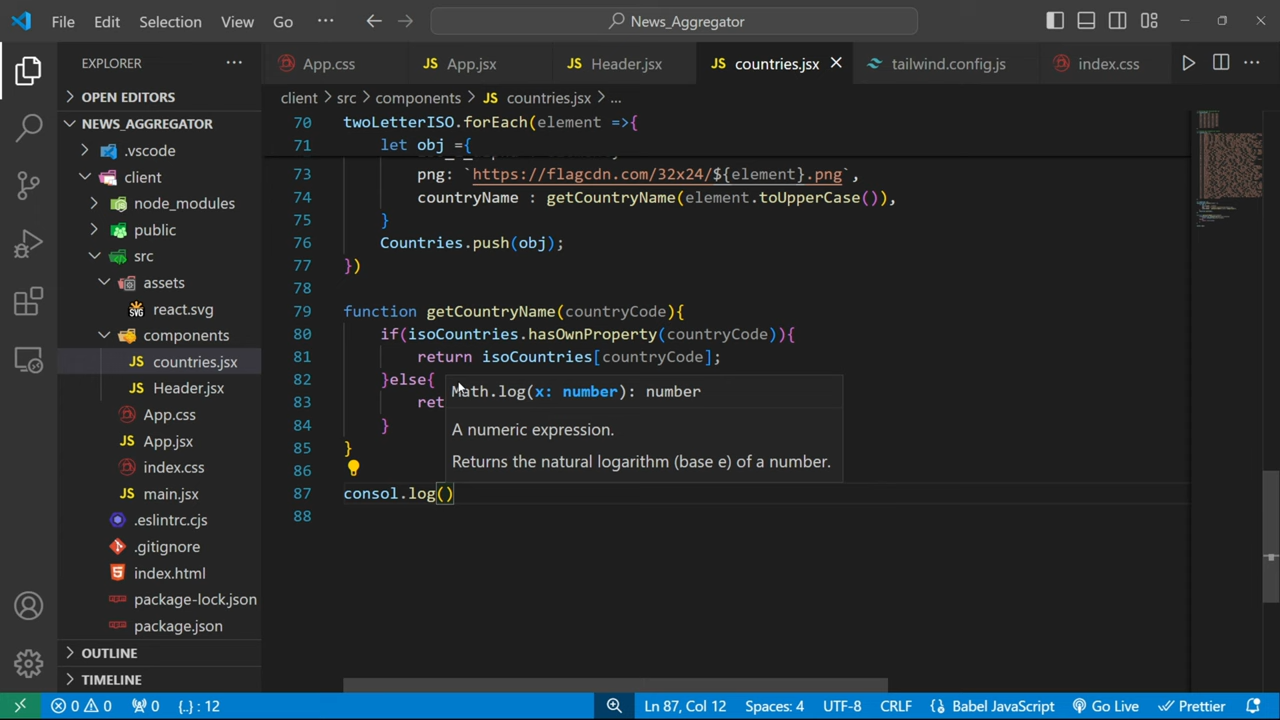 File Edit Selection View Go ··· News_Aggregator
EXPLORER ···
App.css App.jsx Header.jsx countries.jsx tailwind.config.js index.css ···
OPEN EDITORS
client > src > components > JS countries.jsx > ...
NEWS_AGGREGATOR
.vscode
client
node_modules
public
src
assets
react.svg
components
JS countries.jsx
JS Header.jsx
App.css
JS App.jsx
index.css
JS main.jsx
.eslintrc.cjs
.gitignore
index.html
package-lock.json
package.json
OUTLINE
TIMELINE
70 twoLetterISO.forEach(element =>{
71 let obj ={
73 png: `https://flagcdn.com/32x24/${element}.png`,
74 countryName : getCountryName(element.toUpperCase()),
75 }
76 Countries.push(obj);
77 })
78
79 function getCountryName(countryCode){
80 if(isoCountries.hasOwnProperty(countryCode)){
81 return isoCountries[countryCode];
82 }else{
83 ret
84 }
85 }
86
87 consol.log()
88
Math.log(x: number): number
A numeric expression.
Returns the natural logarithm (base e) of a number.
0 0 0 {..} : 12 Ln 87, Col 12 Spaces: 4 UTF-8 CRLF Babel JavaScript Go Live Prettier